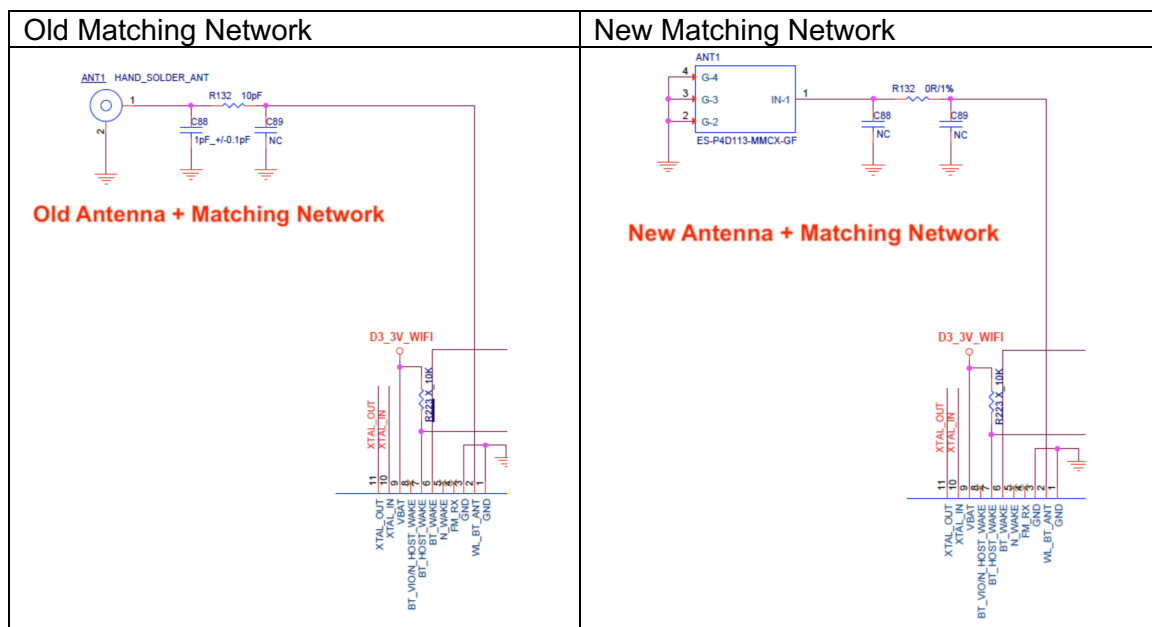 Old Matching Network
New Matching Network
ANT1 HAND_SOLDER_ANT
1
2
R132 10pF
C88
1pF_+/-0.1pF
C89
NC
Old Antenna + Matching Network
D3_3V_WIFI
R223 X_10K
XTAL_OUT
XTAL_IN
11
10
9
8
7
6
5
4
3
2
1
XTAL_OUT
XTAL_IN
VBAT
BT_VIO/N_HOST_WAKE
BT_HOST_WAKE
BT_WAKE
N_WAKE
FM_RX
GND
WL_BT_ANT
GND
ANT1
4
G-4
3
G-3
2
G-2
IN-1
1
ES-P4D113-MMCX-GF
R132 0R/1%
C88
NC
C89
NC
New Antenna + Matching Network
D3_3V_WIFI
R223 X_10K
XTAL_OUT
XTAL_IN
11
10
9
8
7
6
5
4
3
2
1
XTAL_OUT
XTAL_IN
VBAT
BT_VIO/N_HOST_WAKE
BT_HOST_WAKE
BT_WAKE
N_WAKE
FM_RX
GND
WL_BT_ANT
GND